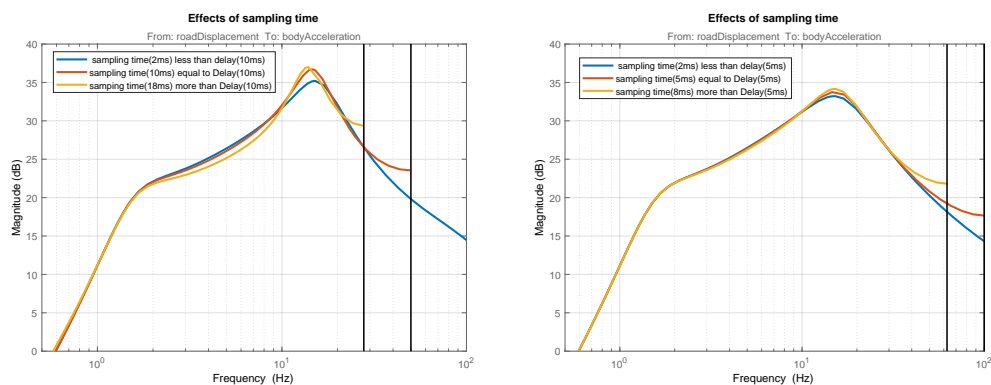 Effects of sampling time
From: roadDisplacement To: bodyAcceleration
40
35
30
25
20
15
10
5
0
Magnitude (dB)
sampling time(2ms) less than delay(10ms)
sampling time(10ms) equal to Delay(10ms)
samping time(18ms) more than Delay(10ms)
10^0
10^1
10^2
Frequency (Hz)
Effects of sampling time
From: roadDisplacement To: bodyAcceleration
40
35
30
25
20
15
10
5
0
Magnitude (dB)
sampling time(2ms) less than delay(5ms)
sampling time(5ms) equal to Delay(5ms)
samping time(8ms) more than Delay(5ms)
10^0
10^1
10^2
Frequency (Hz)